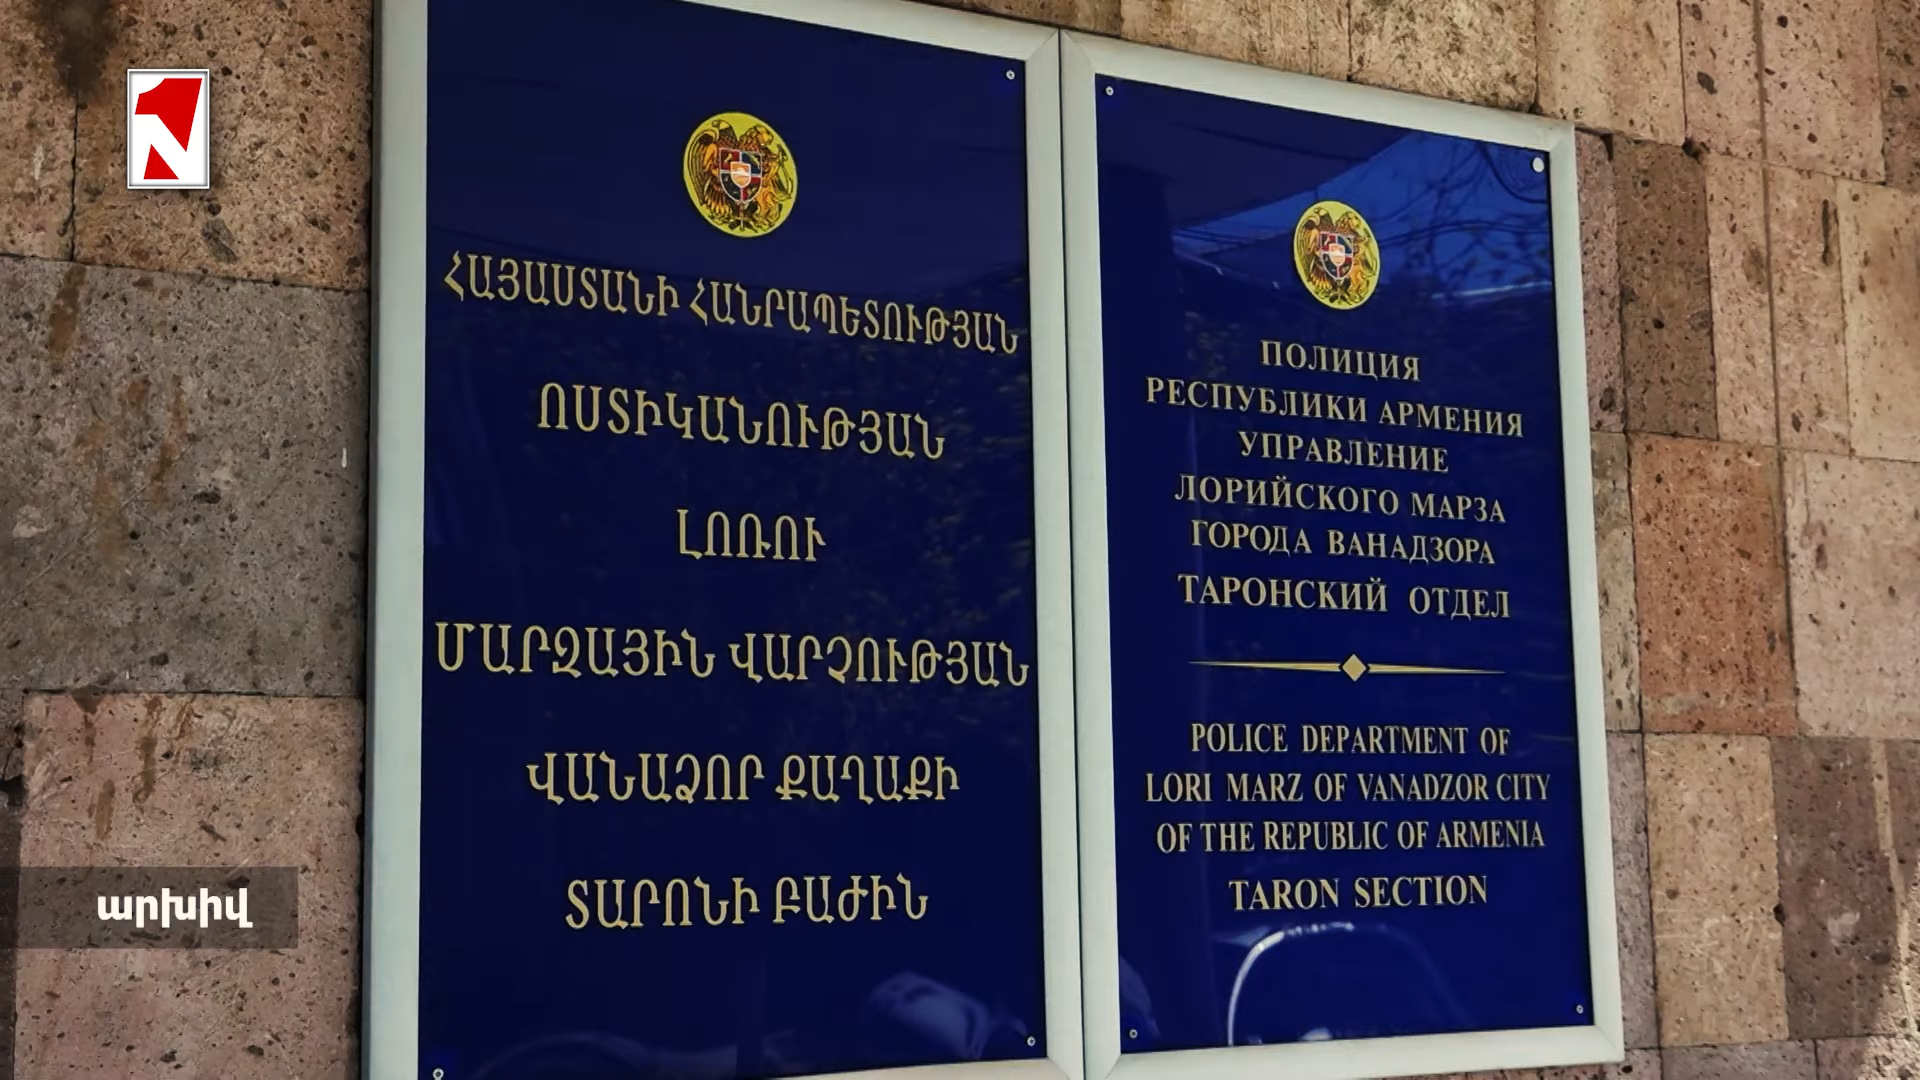 ՀԱՅԱՍՏԱՆԻ ՀԱՆՐԱՊԵՏՈՒԹՅԱՆ
ՈՍՏԻԿԱՆՈՒԹՅԱՆ
ԼՈՌՈՒ
ՄԱՐԶԱՅԻՆ ՎԱՐՉՈՒԹՅԱՆ
ՎԱՆԱՁՈՐ ՔԱՂԱՔԻ
ՏԱՐՈՆԻ ԲԱԺԻՆ
ПОЛИЦИЯ
РЕСПУБЛИКИ АРМЕНИЯ
УПРАВЛЕНИЕ
ЛОРИЙСКОГО МАРЗА
ГОРОДА ВАНАДЗОРА
ТАРОНСКИЙ ОТДЕЛ
POLICE DEPARTMENT OF
LORI MARZ OF VANADZOR CITY
OF THE REPUBLIC OF ARMENIA
TARON SECTION
արխիվ